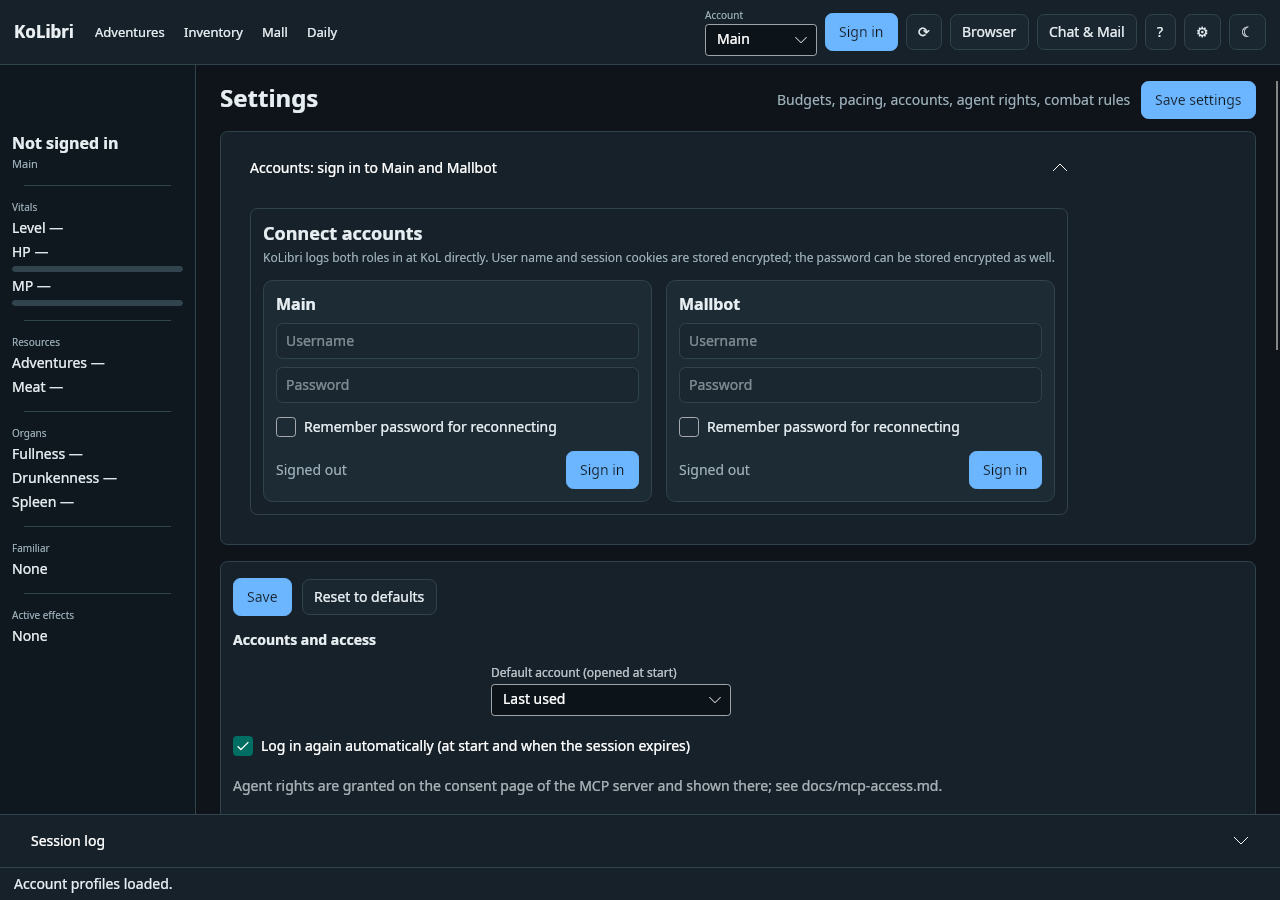 KoLibri
Adventures
Inventory
Mall
Daily
Account
Main
Sign in
⟳
Browser
Chat & Mail
?
⚙
☾
Not signed in
Main
Vitals
Level —
HP —
MP —
Resources
Adventures —
Meat —
Organs
Fullness —
Drunkenness —
Spleen —
Familiar
None
Active effects
None
Settings
Budgets, pacing, accounts, agent rights, combat rules
Save settings
Accounts: sign in to Main and Mallbot
Connect accounts
KoLibri logs both roles in at KoL directly. User name and session cookies are stored encrypted; the password can be stored encrypted as well.
Main
Username
Password
Remember password for reconnecting
Signed out
Sign in
Mallbot
Username
Password
Remember password for reconnecting
Signed out
Sign in
Save
Reset to defaults
Accounts and access
Default account (opened at start)
Last used
Log in again automatically (at start and when the session expires)
Agent rights are granted on the consent page of the MCP server and shown there; see docs/mcp-access.md.
Session log
Account profiles loaded.